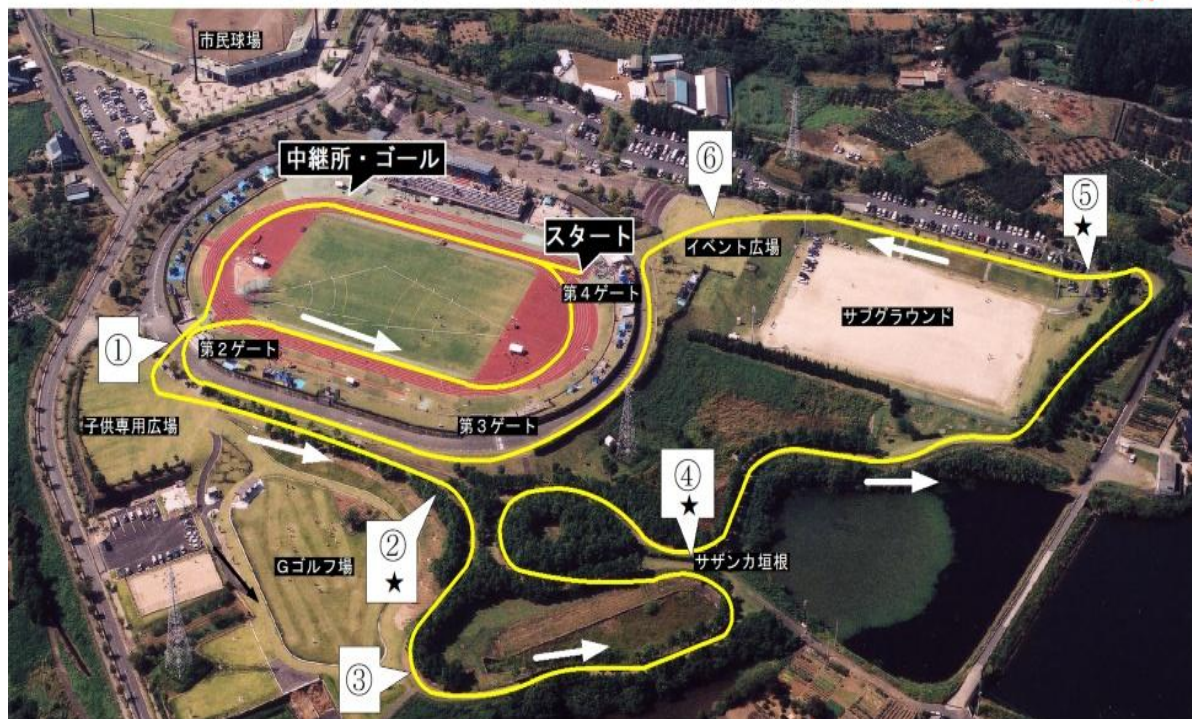 市民球場
中継所・ゴール
スタート
⑥
⑤
★
イベント広場
第4ゲート
サブグラウンド
①
第2ゲート
子供専用広場
第3ゲート
④
★
②
★
サザンカ垣根
Gゴルフ場
③